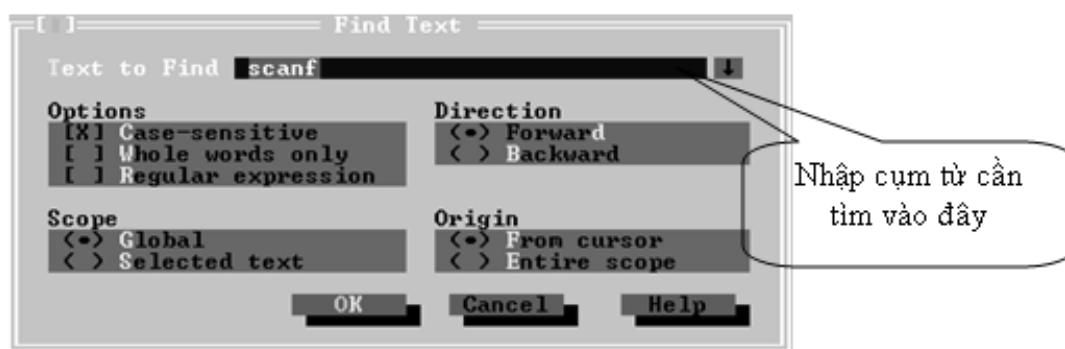 [ ] Find Text
Text to Find scanf ↓
Options
[X] Case-sensitive
[ ] Whole words only
[ ] Regular expression
Direction
(•) Forward
( ) Backward
Scope
(•) Global
( ) Selected text
Origin
(•) From cursor
( ) Entire scope
OK Cancel Help
Nhập cụm từ cần
tìm vào đây